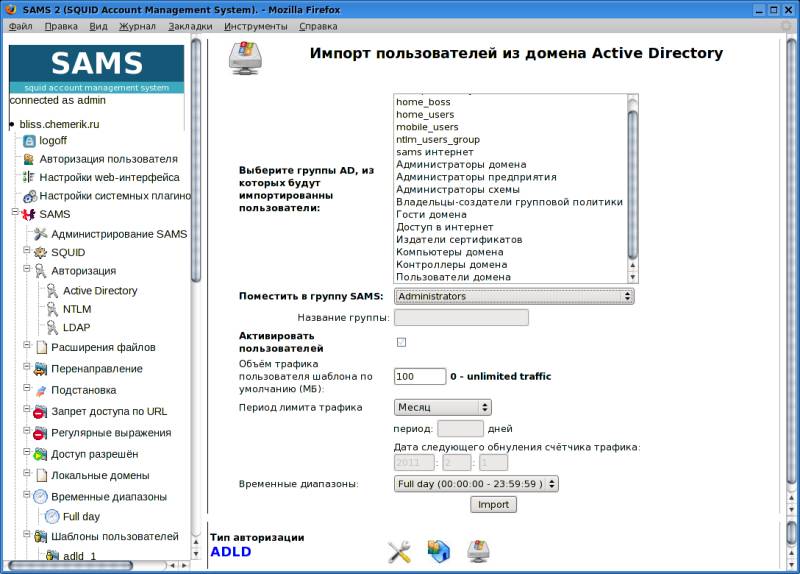 SAMS 2 (SQUID Account Management System). - Mozilla Firefox
Файл Правка Вид Журнал Закладки Инструменты Справка
SAMS
squid account management system
connected as admin
bliss.chemerik.ru
logoff
Авторизация пользователя
Настройки web-интерфейса
Настройки системных плагино
SAMS
Администрирование SAMS
SQUID
Авторизация
Active Directory
NTLM
LDAP
Расширения файлов
Перенаправление
Подстановка
Запрет доступа по URL
Регулярные выражения
Доступ разрешён
Локальные домены
Временные диапазоны
Full day
Шаблоны пользователей
adld_1
Импорт пользователей из домена Active Directory
Выберите группы AD, из
которых будут
импортированны
пользователи:
home_boss
home_users
mobile_users
ntlm_users_group
sams интернет
Администраторы домена
Администраторы предприятия
Администраторы схемы
Владельцы-создатели групповой политики
Гости домена
Доступ в интернет
Издатели сертификатов
Компьютеры домена
Контроллеры домена
Пользователи домена
Поместить в группу SAMS: Administrators
Название группы:
Активировать
пользователей
Объём трафика
пользователя шаблона по
умолчанию (МБ):
100 0 - unlimited traffic
Период лимита трафика Месяц
период: дней
Дата следующего обнуления счётчика трафика:
2011 : 2 : 1
Временные диапазоны: Full day (00:00:00 - 23:59:59 )
Import
Тип авторизации
ADLD